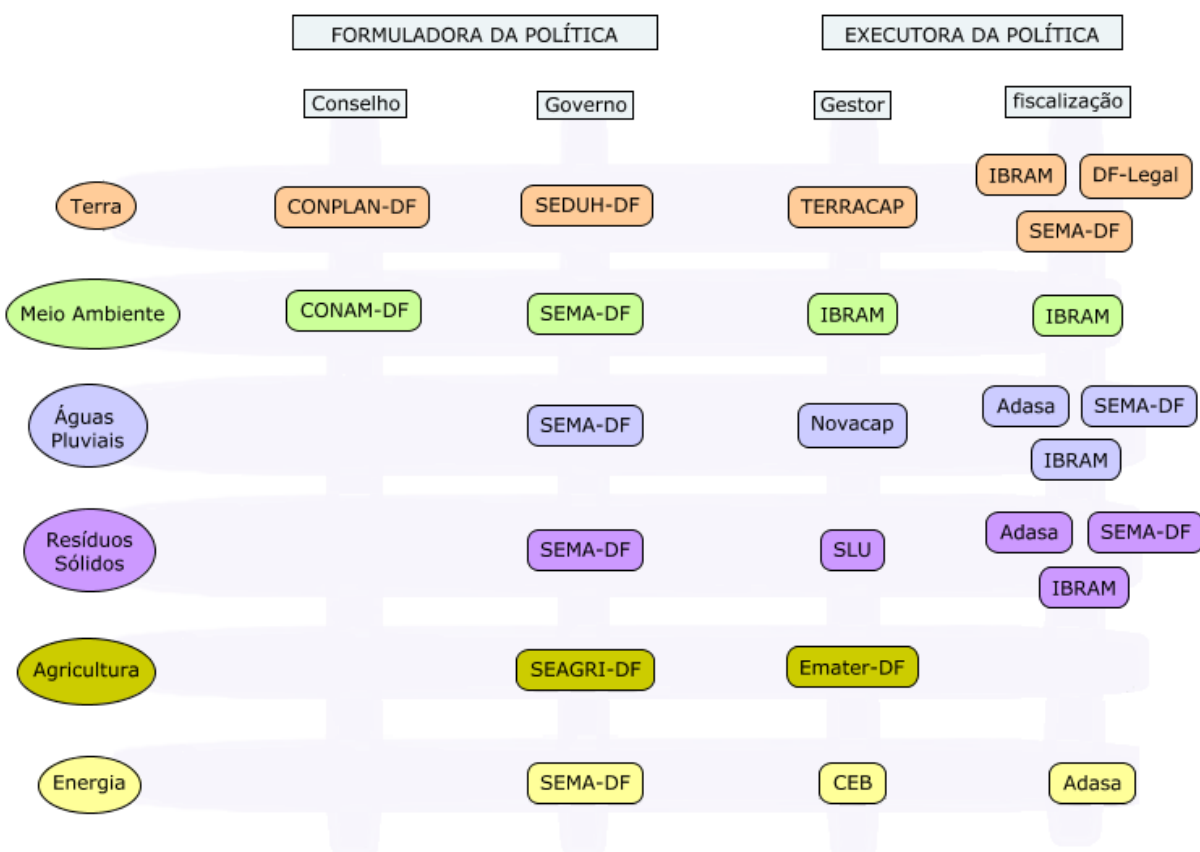 FORMULADORA DA POLÍTICA
EXECUTORA DA POLÍTICA
Conselho
Governo
Gestor
fiscalização
Terra
CONPLAN-DF
SEDUH-DF
TERRACAP
IBRAM
DF-Legal
SEMA-DF
Meio Ambiente
CONAM-DF
SEMA-DF
IBRAM
IBRAM
Águas
Pluviais
SEMA-DF
Novacap
Adasa
SEMA-DF
IBRAM
Resíduos
Sólidos
SEMA-DF
SLU
Adasa
SEMA-DF
IBRAM
Agricultura
SEAGRI-DF
Emater-DF
Energia
SEMA-DF
CEB
Adasa